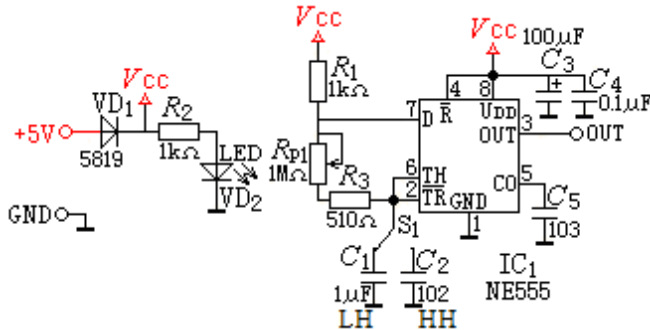 VCC
VCC
100μF
VCC
R1
1kΩ
C3
+
C4
0.1μF
4
8
R̅
UDD
VD1
R2
+5V
5819
1kΩ
LED
VD2
7
D
OUT
3
OUT
Rp1
1MΩ
R3
510Ω
6
TH
2
T̅R̅
CO
5
GND
1
C5
103
GND
S1
C1
1μF
C2
102
IC1
NE555
LH
HH